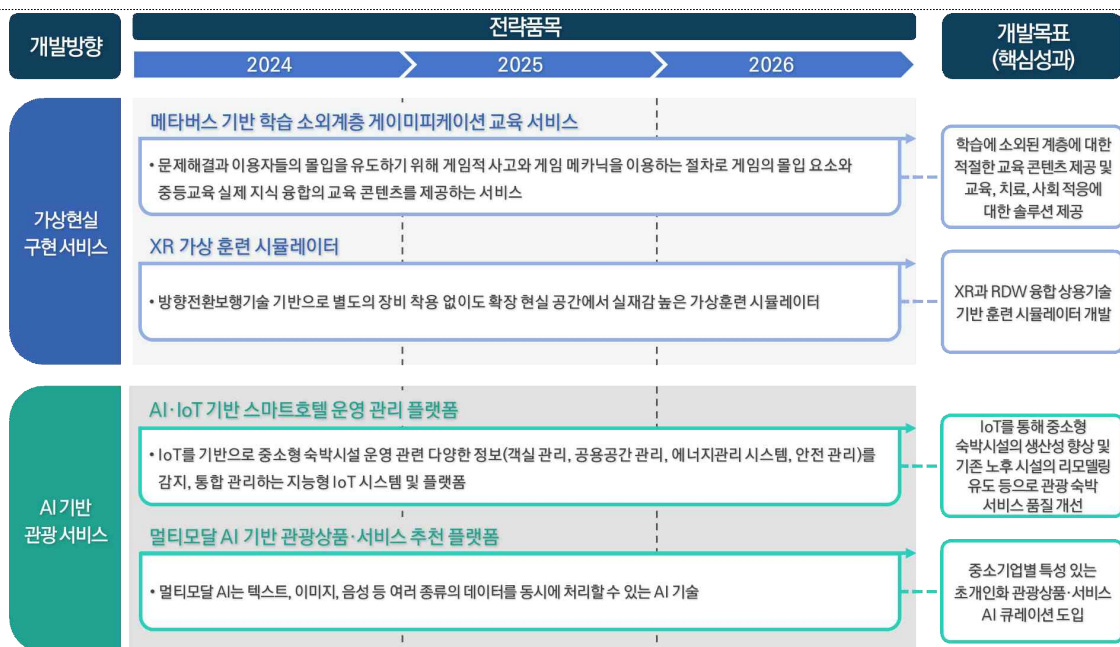 개발방향
전략품목
2024
2025
2026
개발목표
(핵심성과)
가상현실
구현 서비스
메타버스 기반 학습 소외계층 게이미피케이션 교육 서비스
• 문제해결과 이용자들의 몰입을 유도하기 위해 게임적 사고와 게임 메카닉을 이용하는 절차로 게임의 몰입 요소와
중등교육 실제 지식 융합의 교육 콘텐츠를 제공하는 서비스
학습에 소외된 계층에 대한
적절한 교육 콘텐츠 제공 및
교육, 치료, 사회 적응에
대한 솔루션 제공
XR 가상 훈련 시뮬레이터
• 방향전환보행기술 기반으로 별도의 장비 착용 없이도 확장 현실 공간에서 실재감 높은 가상훈련 시뮬레이터
XR과 RDW 융합 상용기술
기반 훈련 시뮬레이터 개발
AI 기반
관광 서비스
AI·IoT 기반 스마트호텔 운영 관리 플랫폼
• IoT를 기반으로 중소형 숙박시설 운영 관련 다양한 정보(객실 관리, 공용공간 관리, 에너지관리 시스템, 안전 관리)를
감지, 통합 관리하는 지능형 IoT 시스템 및 플랫폼
IoT를 통해 중소형
숙박시설의 생산성 향상 및
기존 노후 시설의 리모델링
유도 등으로 관광 숙박
서비스 품질 개선
멀티모달 AI 기반 관광상품·서비스 추천 플랫폼
• 멀티모달 AI는 텍스트, 이미지, 음성 등 여러 종류의 데이터를 동시에 처리할 수 있는 AI 기술
중소기업별 특성 있는
초개인화 관광상품·서비스
AI 큐레이션 도입